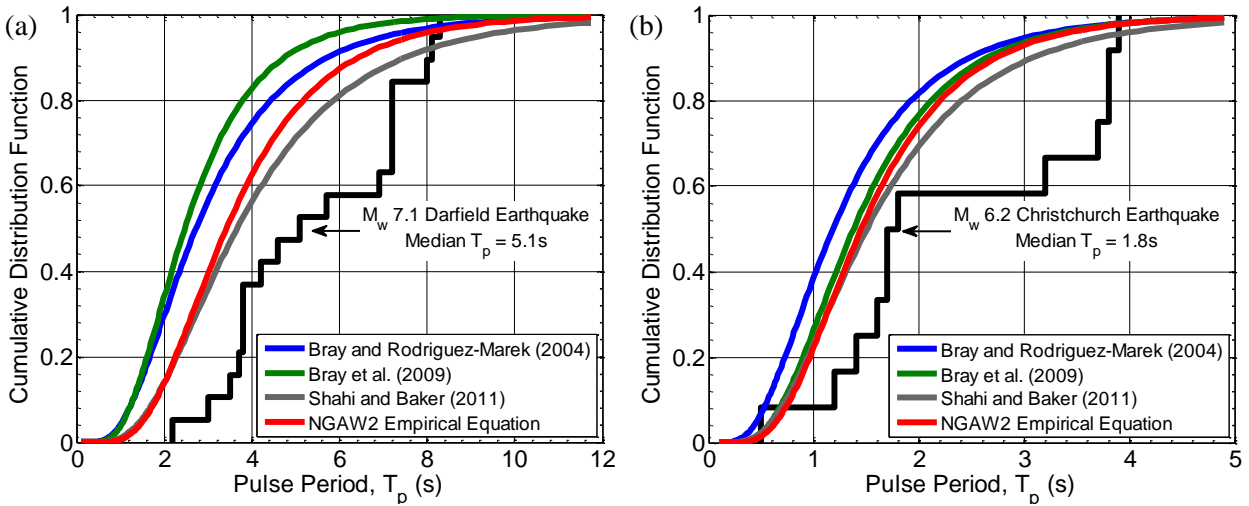 (a)
Cumulative Distribution Function
1
0.8
0.6
0.4
0.2
0
0 2 4 6 8 10 12
Pulse Period, T_p (s)
M_w 7.1 Darfield Earthquake
Median T_p = 5.1s
Bray and Rodriguez-Marek (2004)
Bray et al. (2009)
Shahi and Baker (2011)
NGAW2 Empirical Equation
(b)
Cumulative Distribution Function
1
0.8
0.6
0.4
0.2
0
0 1 2 3 4 5
Pulse Period, T_p (s)
M_w 6.2 Christchurch Earthquake
Median T_p = 1.8s
Bray and Rodriguez-Marek (2004)
Bray et al. (2009)
Shahi and Baker (2011)
NGAW2 Empirical Equation